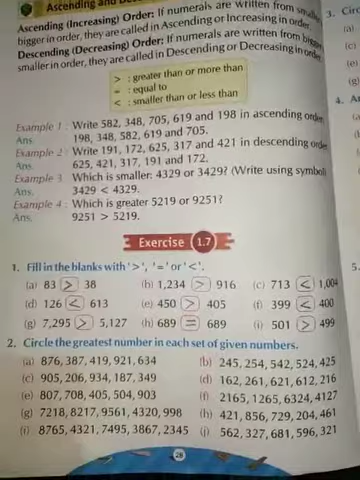 Ascending and
Ascending (Increasing) Order: If numerals are written from smaller
bigger in order, they are called in Ascending or Increasing in order.
Descending (Decreasing) Order: If numerals are written from bigger
smaller in order, they are called in Descending or Decreasing in order.
> : greater than or more than
= : equal to
< : smaller than or less than
Example 1 : Write 582, 348, 705, 619 and 198 in ascending order.
Ans. 198, 348, 582, 619 and 705.
Example 2 : Write 191, 172, 625, 317 and 421 in descending order.
Ans. 625, 421, 317, 191 and 172.
Example 3 Which is smaller: 4329 or 3429? (Write using symbol)
Ans. 3429 < 4329.
Example 4 : Which is greater 5219 or 9251?
Ans. 9251 > 5219.
Exercise 1.7
1. Fill in the blanks with '>', '=' or '<'.
(a) 83 > 38 (b) 1,234 > 916 (c) 713 < 1,004
(d) 126 < 613 (e) 450 > 405 (f) 399 < 400
(g) 7,295 > 5,127 (h) 689 = 689 (i) 501 > 499
2. Circle the greatest number in each set of given numbers.
(a) 876, 387, 419, 921, 634 (b) 245, 254, 542, 524, 425
(c) 905, 206, 934, 187, 349 (d) 162, 261, 621, 612, 216
(e) 807, 708, 405, 504, 903 (f) 2165, 1265, 6324, 4127
(g) 7218, 8217, 9561, 4320, 998 (h) 421, 856, 729, 204, 461
(i) 8765, 4321, 7495, 3867, 2345 (j) 562, 327, 681, 596, 321
28
3. Circ
(a)
(c)
(e)
(g)
4.
5.